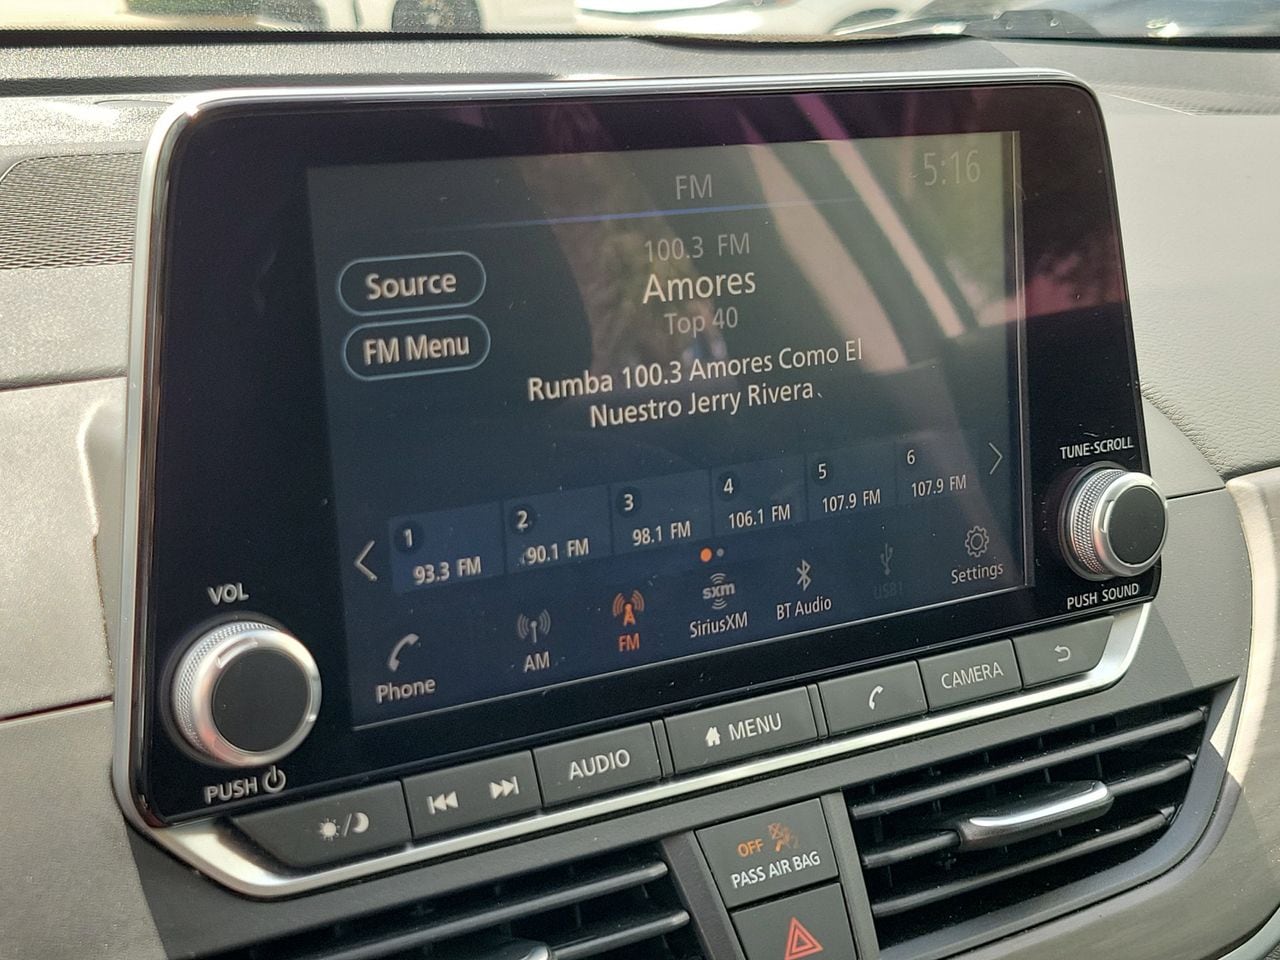 FM
5:16
Source
FM Menu
100.3 FM
Amores
Top 40
Rumba 100.3 Amores Como El
Nuestro Jerry Rivera
1
93.3 FM
2
90.1 FM
3
98.1 FM
4
106.1 FM
5
107.9 FM
6
107.9 FM
Phone
AM
FM
sxm
SiriusXM
BT Audio
USB1
Settings
VOL
PUSH
TUNE·SCROLL
PUSH SOUND
AUDIO
MENU
CAMERA
OFF
PASS AIR BAG